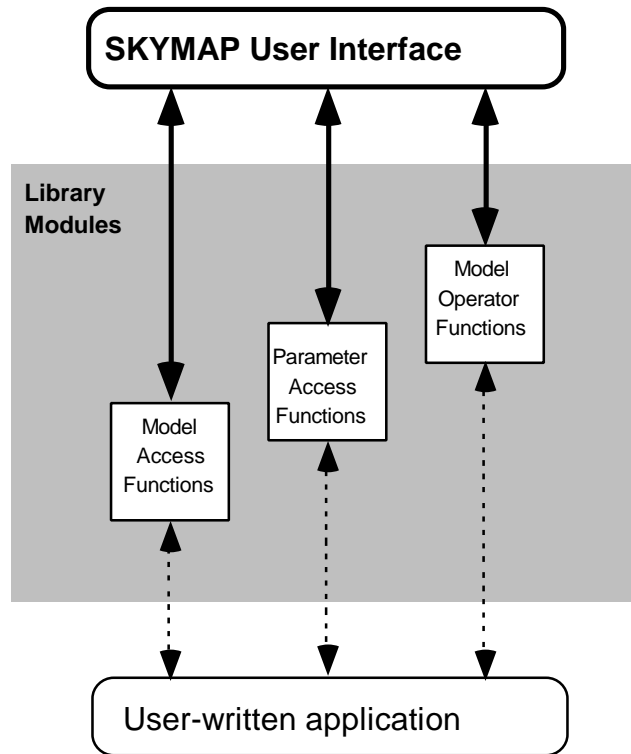 SKYMAP User Interface
Library
Modules
Model
Operator
Functions
Parameter
Access
Functions
Model
Access
Functions
User-written application